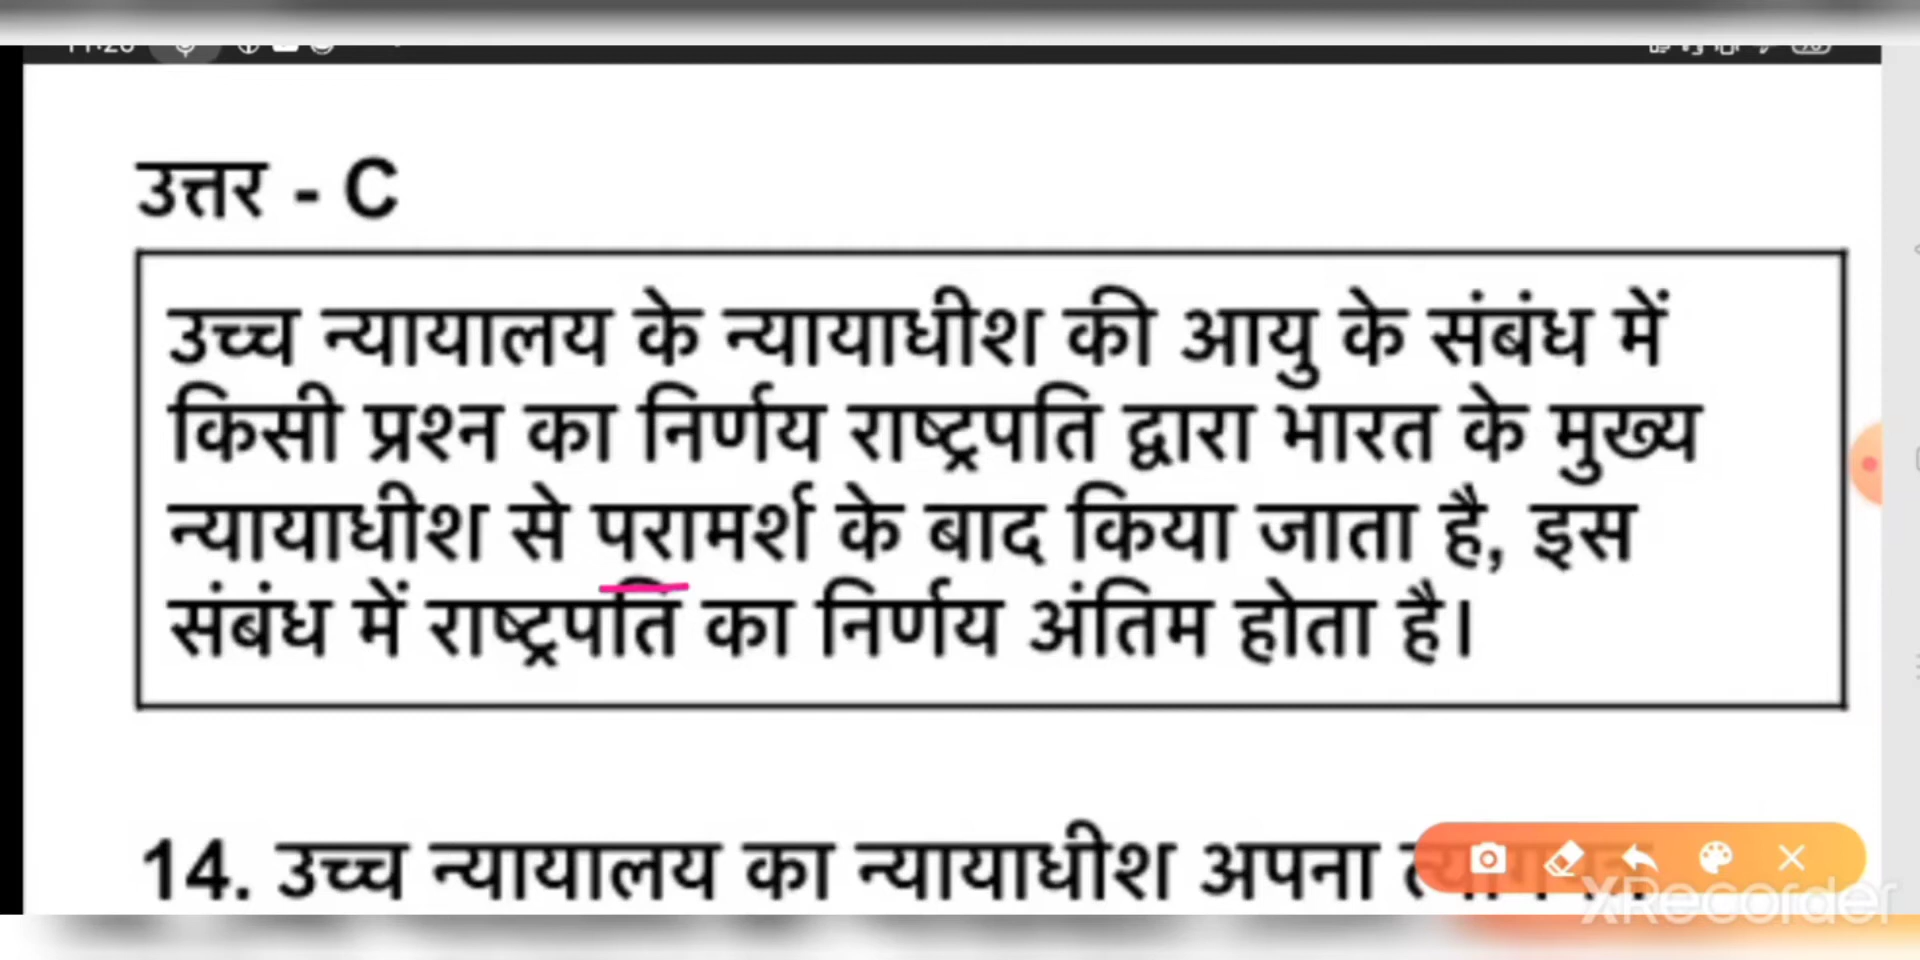 उत्तर - C
उच्च न्यायालय के न्यायाधीश की आयु के संबंध में
किसी प्रश्न का निर्णय राष्ट्रपति द्वारा भारत के मुख्य
न्यायाधीश से परामर्श के बाद किया जाता है, इस
संबंध में राष्ट्रपति का निर्णय अंतिम होता है।
14. उच्च न्यायालय का न्यायाधीश अपना
XRecorder